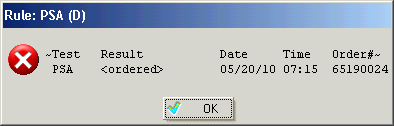 Rule: PSA (D)
~Test Result Date Time Order#~
PSA <ordered> 05/20/10 07:15 65190024
OK